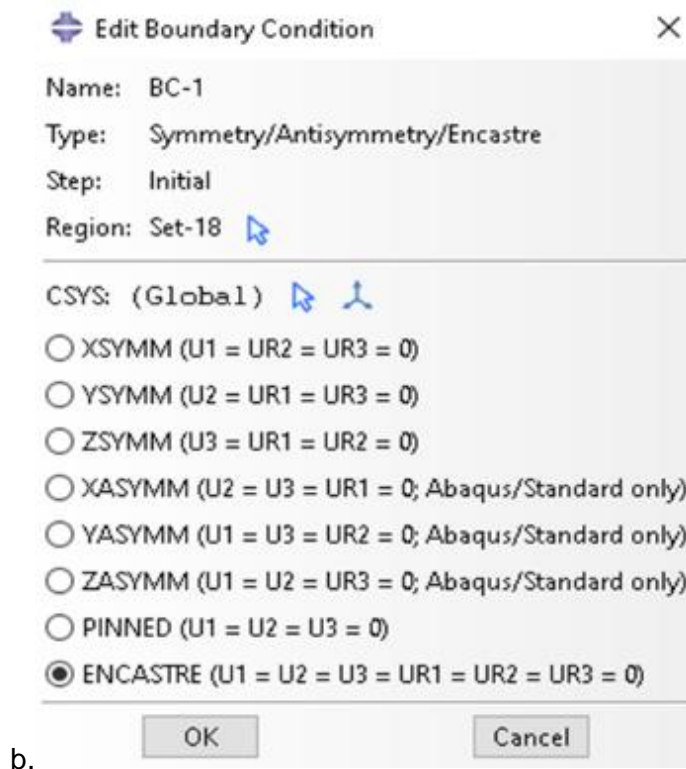 Edit Boundary Condition
Name: BC-1
Type: Symmetry/Antisymmetry/Encastre
Step: Initial
Region: Set-18
CSYS: (Global)
XSYMM (U1 = UR2 = UR3 = 0)
YSYMM (U2 = UR1 = UR3 = 0)
ZSYMM (U3 = UR1 = UR2 = 0)
XASYMM (U2 = U3 = UR1 = 0; Abaqus/Standard only)
YASYMM (U1 = U3 = UR2 = 0; Abaqus/Standard only)
ZASYMM (U1 = U2 = UR3 = 0; Abaqus/Standard only)
PINNED (U1 = U2 = U3 = 0)
ENCASTRE (U1 = U2 = U3 = UR1 = UR2 = UR3 = 0)
OK Cancel
b.